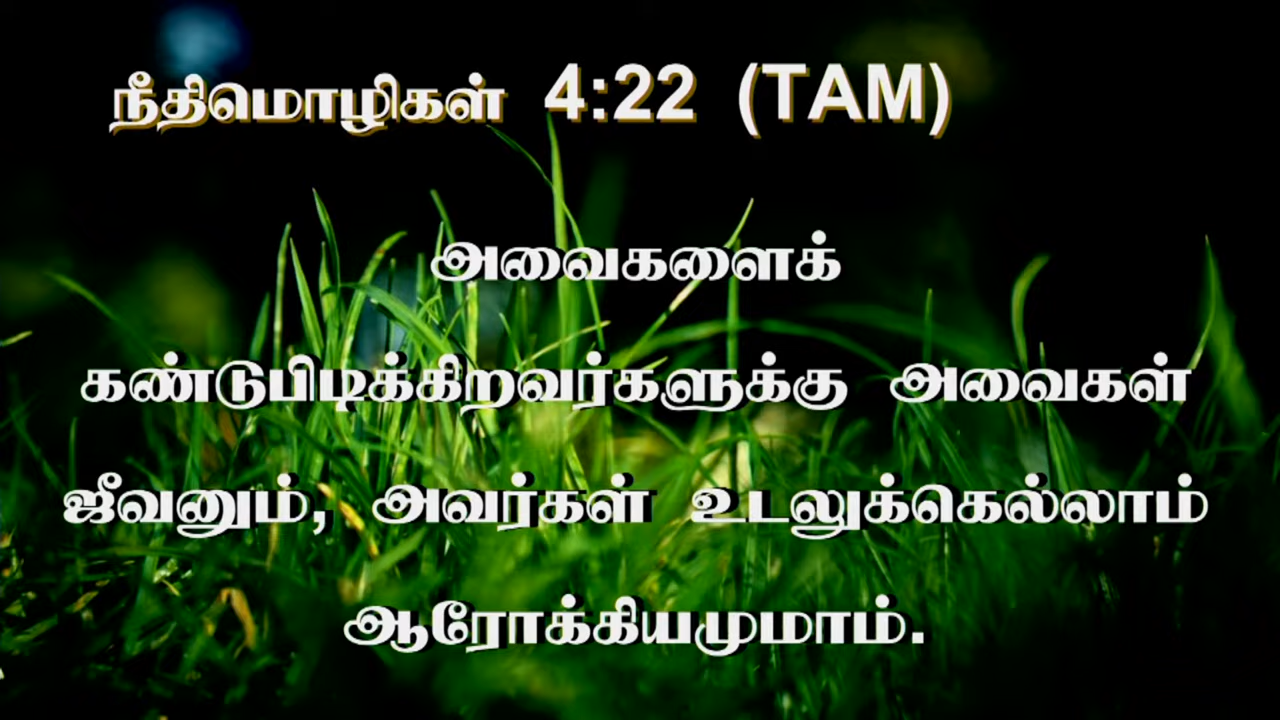 நீதிமொழிகள் 4:22 (TAM)
அவைகளைக்
கண்டுபிடிக்கிறவர்களுக்கு அவைகள்
ஜீவனும், அவர்கள் உடலுக்கெல்லாம்
ஆரோக்கியமுமாம்.